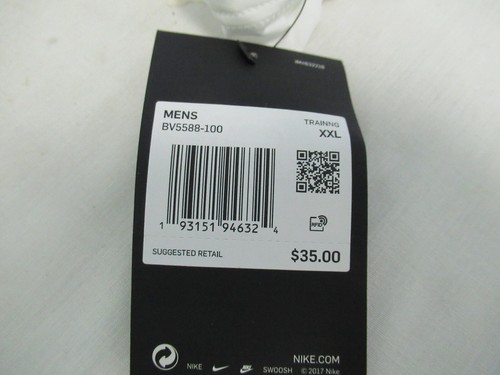 MENS
TRAINING
BV5588-100
XXL
1 93151 94632 4
RFID
SUGGESTED RETAIL
$35.00
NIKE.COM
NIKE SWOOSH © 2017 Nike